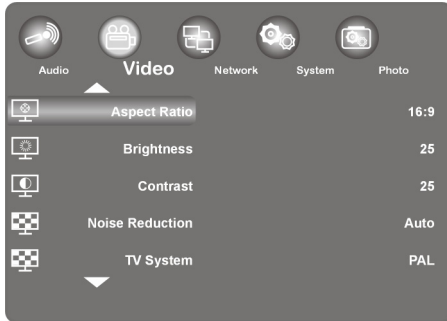 Audio Video Network System Photo
Aspect Ratio 16:9
Brightness 25
Contrast 25
Noise Reduction Auto
TV System PAL